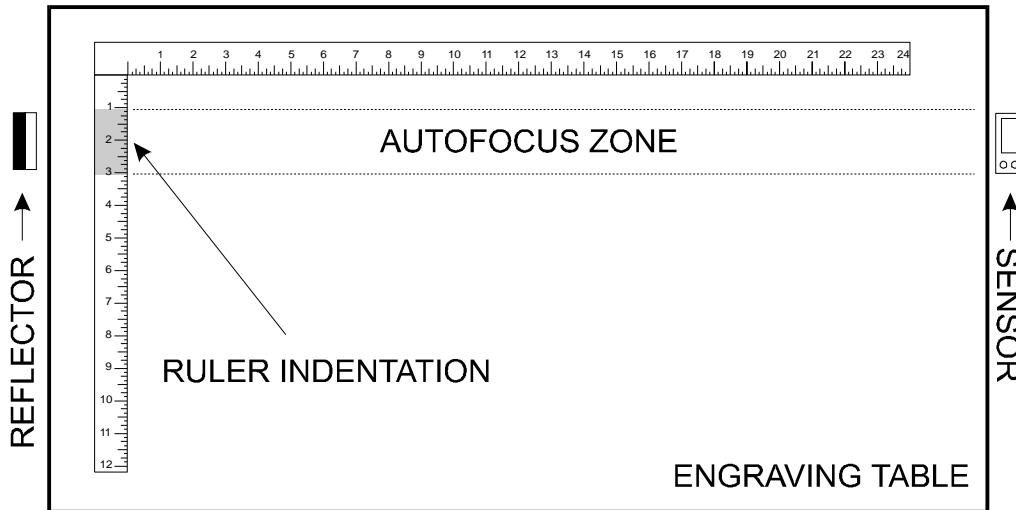 1 2 3 4 5 6 7 8 9 10 11 12 13 14 15 16 17 18 19 20 21 22 23 24
1
2
3
4
5
6
7
8
9
10
11
12
AUTOFOCUS ZONE
RULER INDENTATION
ENGRAVING TABLE
REFLECTOR
SENSOR